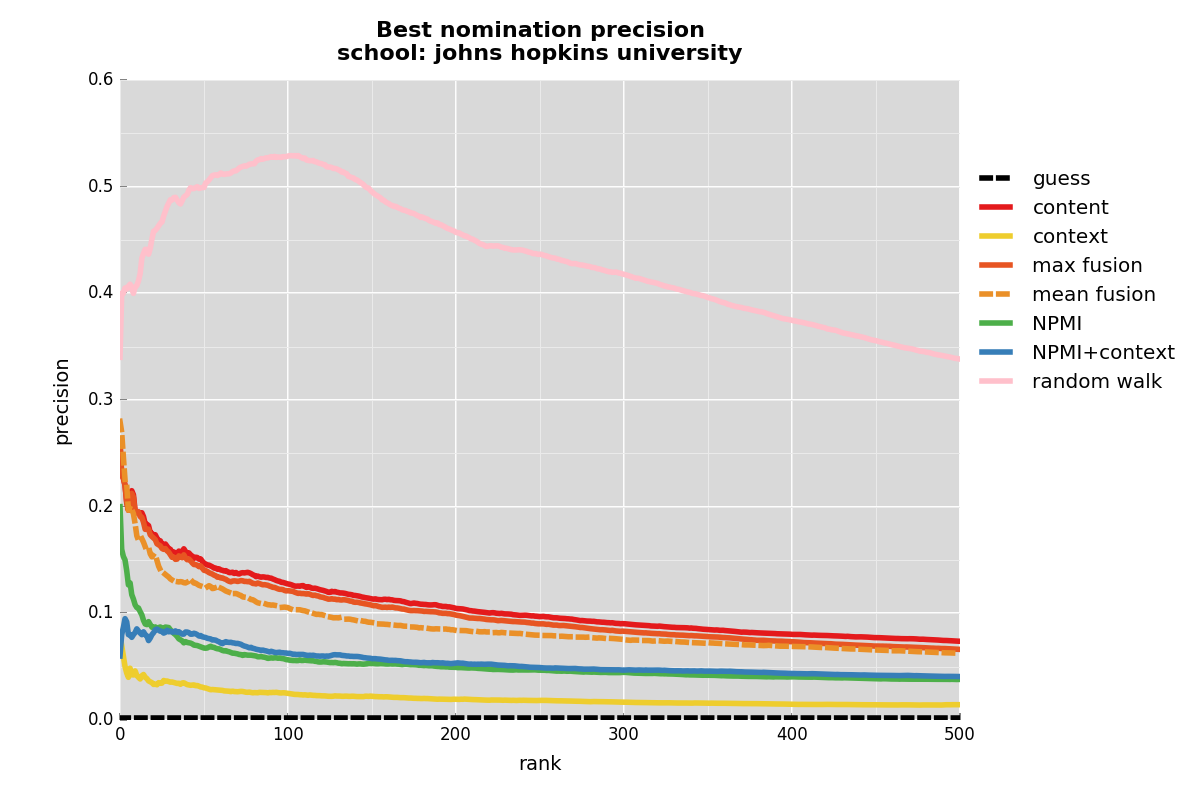 Best nomination precision
school: johns hopkins university
precision
0.6
0.5
0.4
0.3
0.2
0.1
0.0
0 100 200 300 400 500
rank
guess
content
context
max fusion
mean fusion
NPMI
NPMI+context
random walk